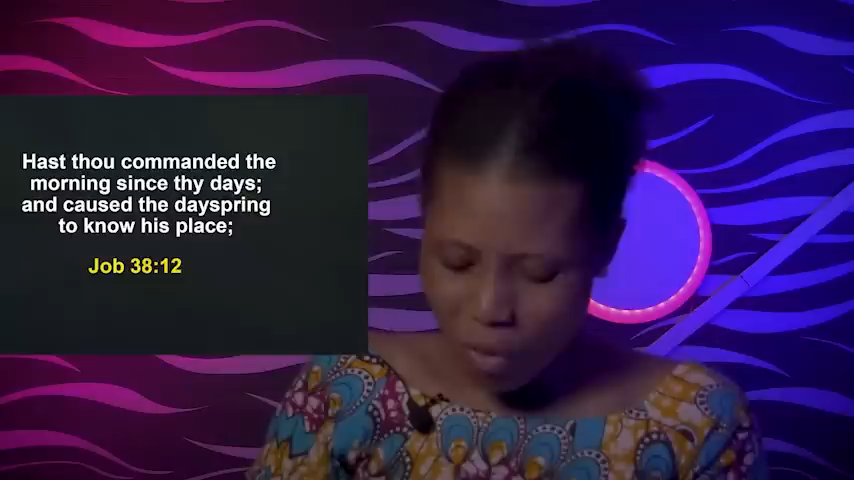 Hast thou commanded the
morning since thy days;
and caused the dayspring
to know his place;
Job 38:12